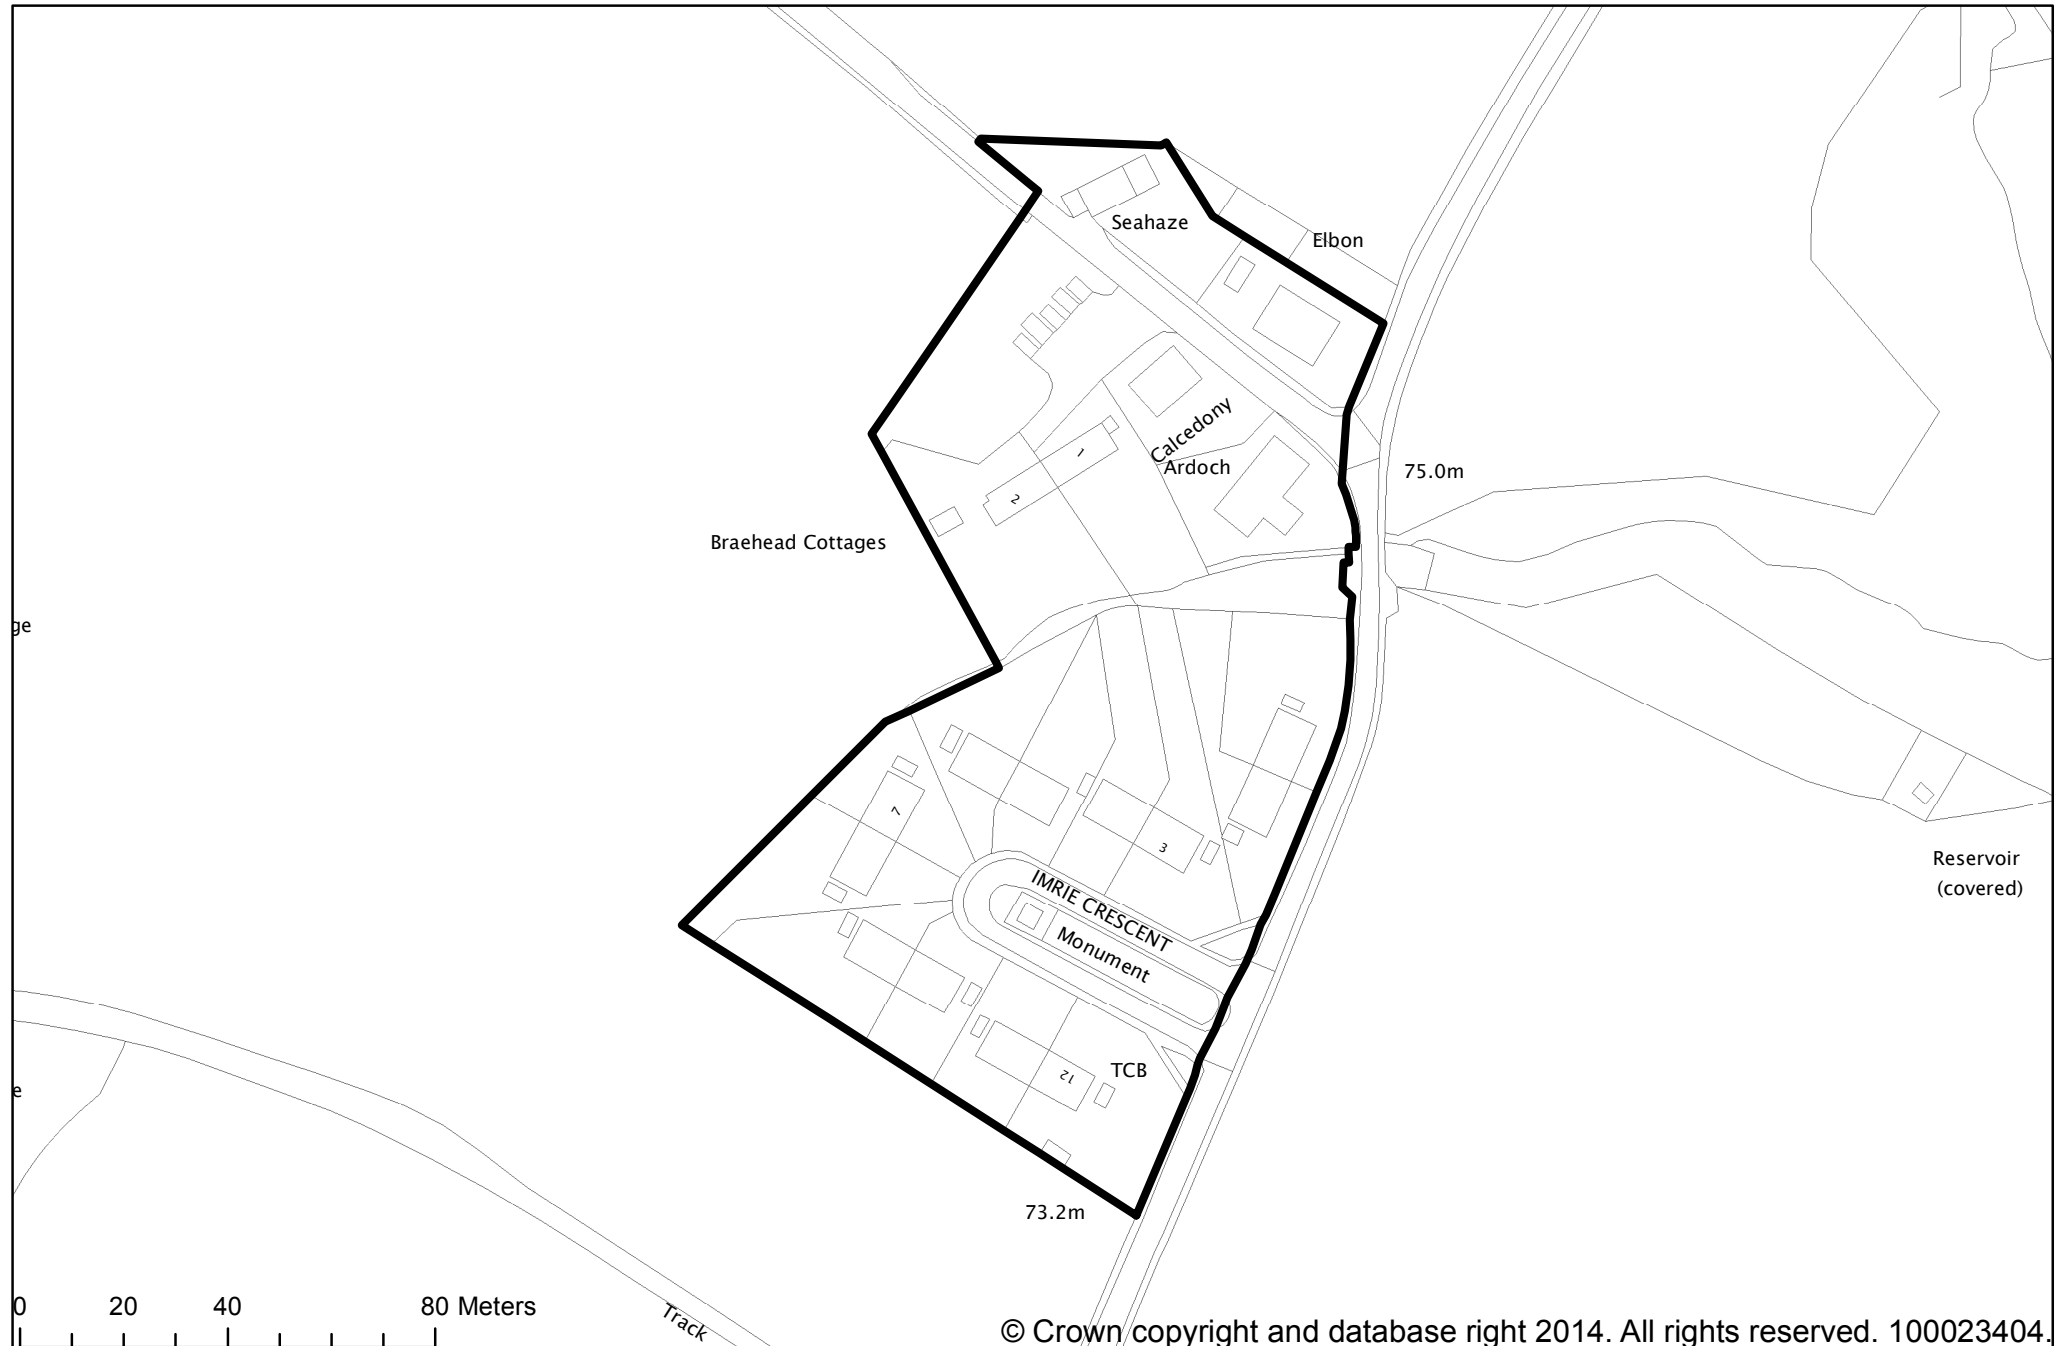 Seahaze
Elbon
Calcedony
Ardoch
75.0m
1
2
Braehead Cottages
ge
7
3
IMRIE CRESCENT
Monument
Reservoir
(covered)
TCB
12
e
73.2m
0 20 40 80 Meters
Track
© Crown copyright and database right 2014. All rights reserved. 100023404.